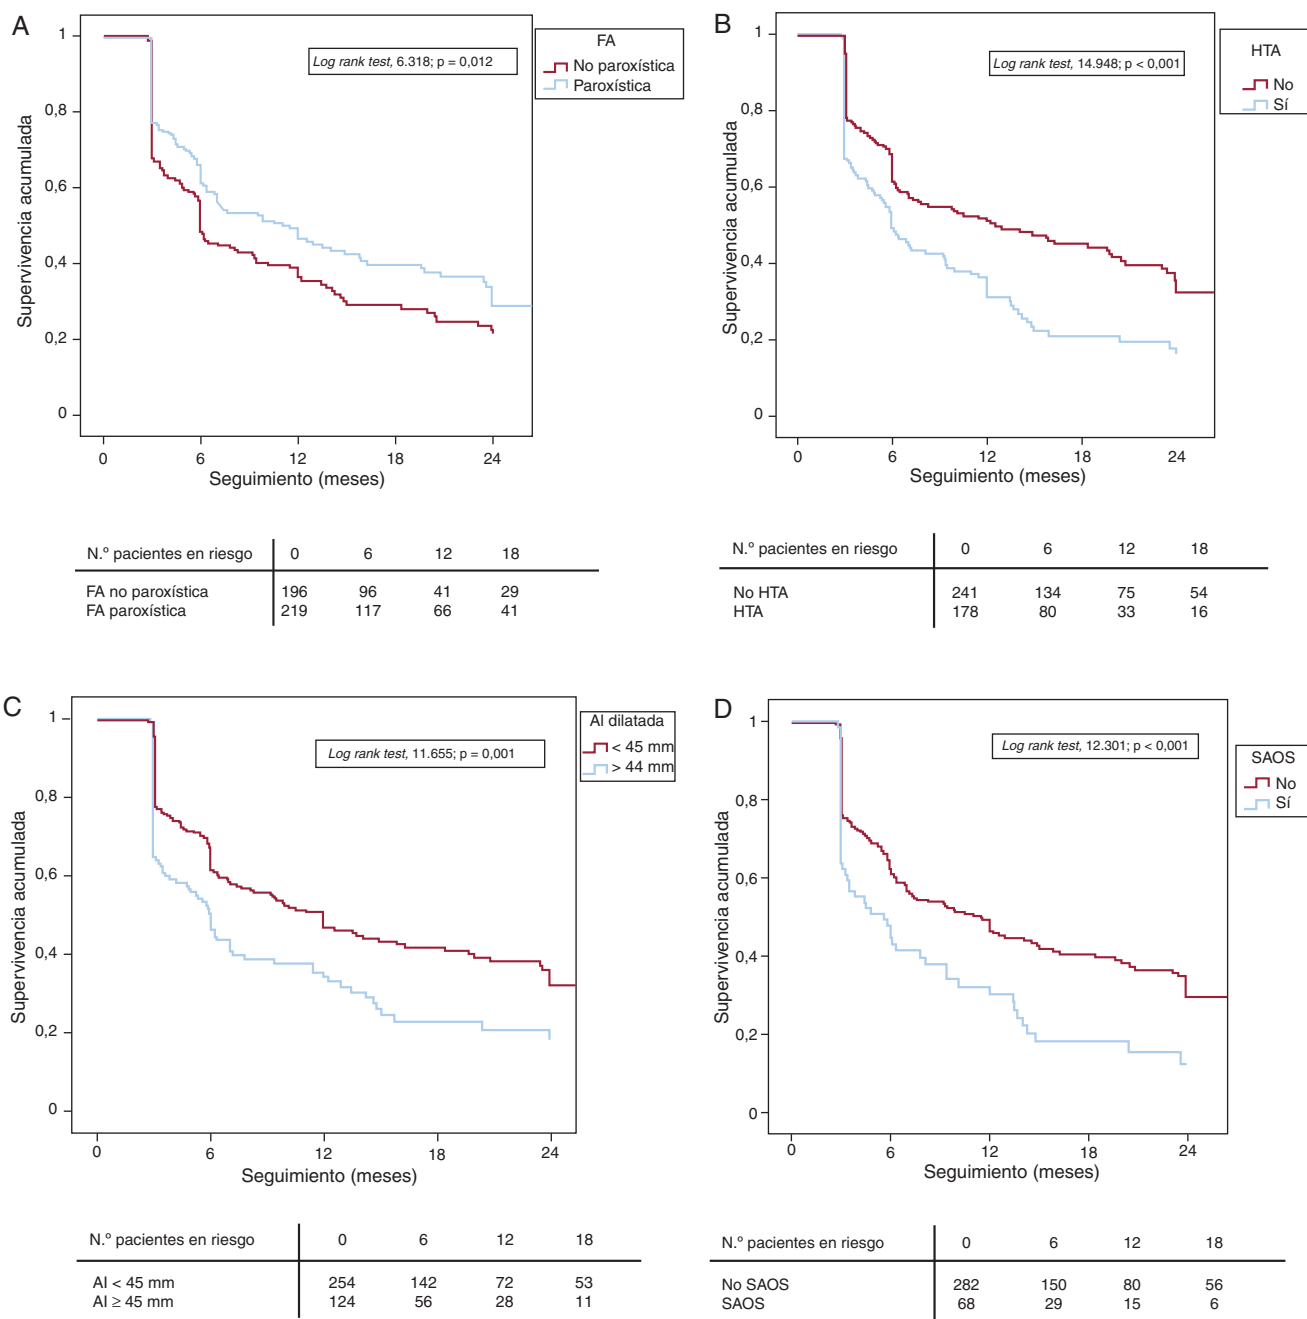 A
Supervivencia acumulada
1
0,8
0,6
0,4
0,2
0
Log rank test, 6.318; p = 0,012
FA
No paroxística
Paroxística
0 6 12 18 24
Seguimiento (meses)
N.º pacientes en riesgo 0 6 12 18
FA no paroxística 196 96 41 29
FA paroxística 219 117 66 41
B
Supervivencia acumulada
1
0,8
0,6
0,4
0,2
0
Log rank test, 14.948; p < 0,001
HTA
No
Sí
0 6 12 18 24
Seguimiento (meses)
N.º pacientes en riesgo 0 6 12 18
No HTA 241 134 75 54
HTA 178 80 33 16
C
Supervivencia acumulada
1
0,8
0,6
0,4
0,2
0
Log rank test, 11.655; p = 0,001
AI dilatada
< 45 mm
> 44 mm
0 6 12 18 24
Seguimiento (meses)
N.º pacientes en riesgo 0 6 12 18
AI < 45 mm 254 142 72 53
AI ≥ 45 mm 124 56 28 11
D
Supervivencia acumulada
1
0,8
0,6
0,4
0,2
0
Log rank test, 12.301; p < 0,001
SAOS
No
Sí
0 6 12 18 24
Seguimiento (meses)
N.º pacientes en riesgo 0 6 12 18
No SAOS 282 150 80 56
SAOS 68 29 15 6